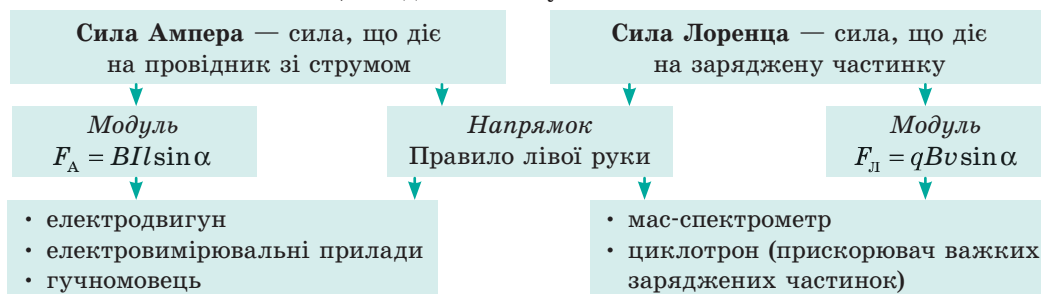 Сила Ампера — сила, що діє
на провідник зі струмом
Сила Лоренца — сила, що діє
на заряджену частинку
Модуль
F_А = BIl sin α
Напрямок
Правило лівої руки
Модуль
F_Л = qBv sin α
• електродвигун
• електровимірювальні прилади
• гучномовець
• мас-спектрометр
• циклотрон (прискорювач важких
заряджених частинок)